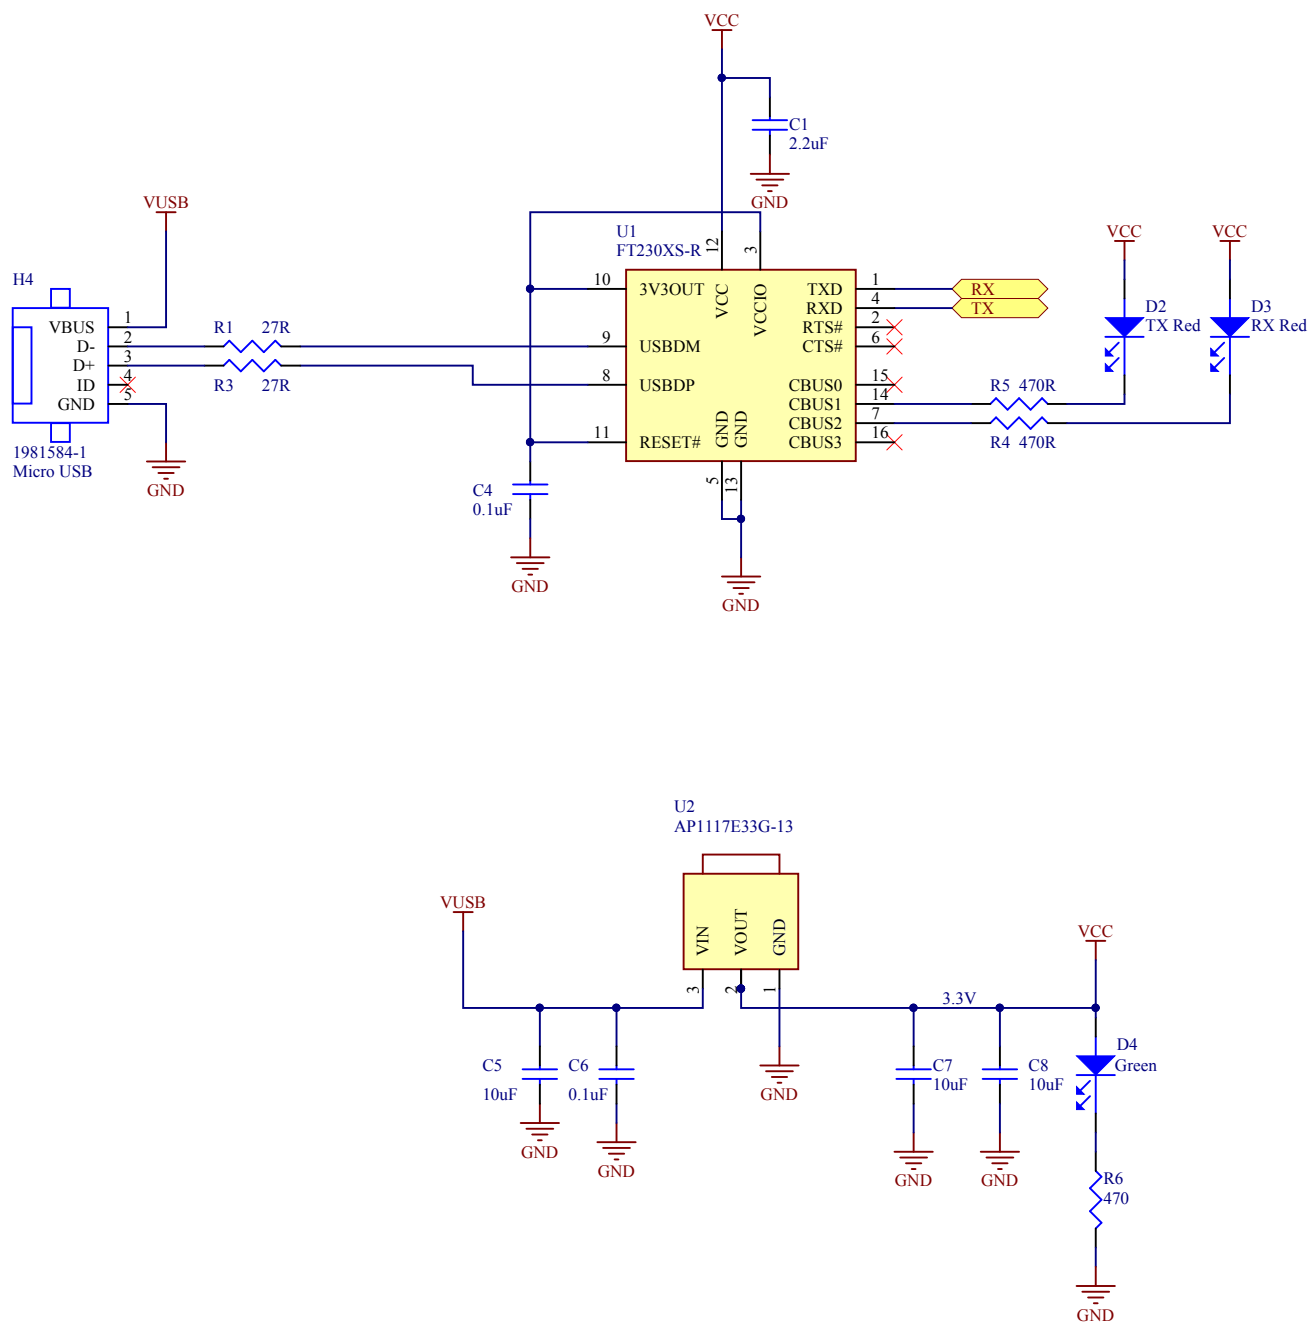 VCC
C1
2.2uF
GND
VUSB
H4
VBUS 1
D- 2
D+ 3
ID 4
GND 5
1981584-1
Micro USB
GND
R1 27R
R3 27R
U1
FT230XS-R
12
3
10 3V3OUT
9 USBDM
8 USBDP
11 RESET#
VCC
VCCIO
GND
GND
5
13
TXD 1 RX
RXD 4 TX
RTS# 2
CTS# 6
CBUS0 15
CBUS1 14
CBUS2 7
CBUS3 16
C4
0.1uF
GND
GND
VCC
VCC
D2
TX Red
D3
RX Red
R5 470R
R4 470R
U2
AP1117E33G-13
VIN
VOUT
GND
3
2
1
VUSB
C5
10uF
GND
C6
0.1uF
GND
GND
3.3V
VCC
C7
10uF
GND
C8
10uF
GND
D4
Green
R6
470
GND